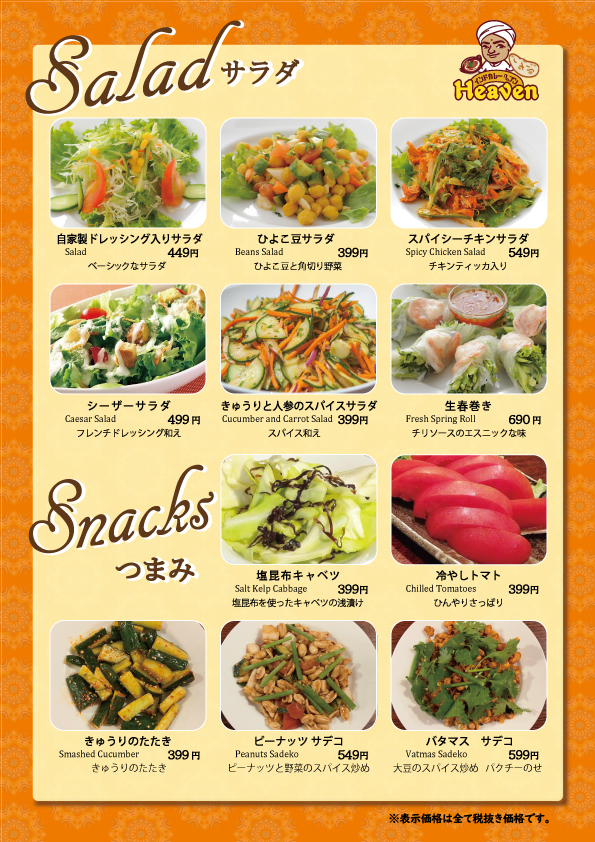 Salad サラダ
インドカレーヘブン
Heaven
自家製ドレッシング入りサラダ
Salad 449円
ベーシックなサラダ
ひよこ豆サラダ
Beans Salad 399円
ひよこ豆と角切り野菜
スパイシーチキンサラダ
Spicy Chicken Salad 549円
チキンティッカ入り
シーザーサラダ
Caesar Salad 499円
フレンチドレッシング和え
きゅうりと人参のスパイスサラダ
Cucumber and Carrot Salad 399円
スパイス和え
生春巻き
Fresh Spring Roll 690円
チリソースのエスニックな味
Snacks
つまみ
塩昆布キャベツ
Salt Kelp Cabbage 399円
塩昆布を使ったキャベツの浅漬け
冷やしトマト
Chilled Tomatoes 399円
ひんやりさっぱり
きゅうりのたたき
Smashed Cucumber 399円
きゅうりのたたき
ピーナッツ サデコ
Peanuts Sadeko 549円
ピーナッツと野菜のスパイス炒め
バタマス サデコ
Vatmas Sadeko 599円
大豆のスパイス炒め パクチーのせ
※表示価格は全て税抜き価格です。